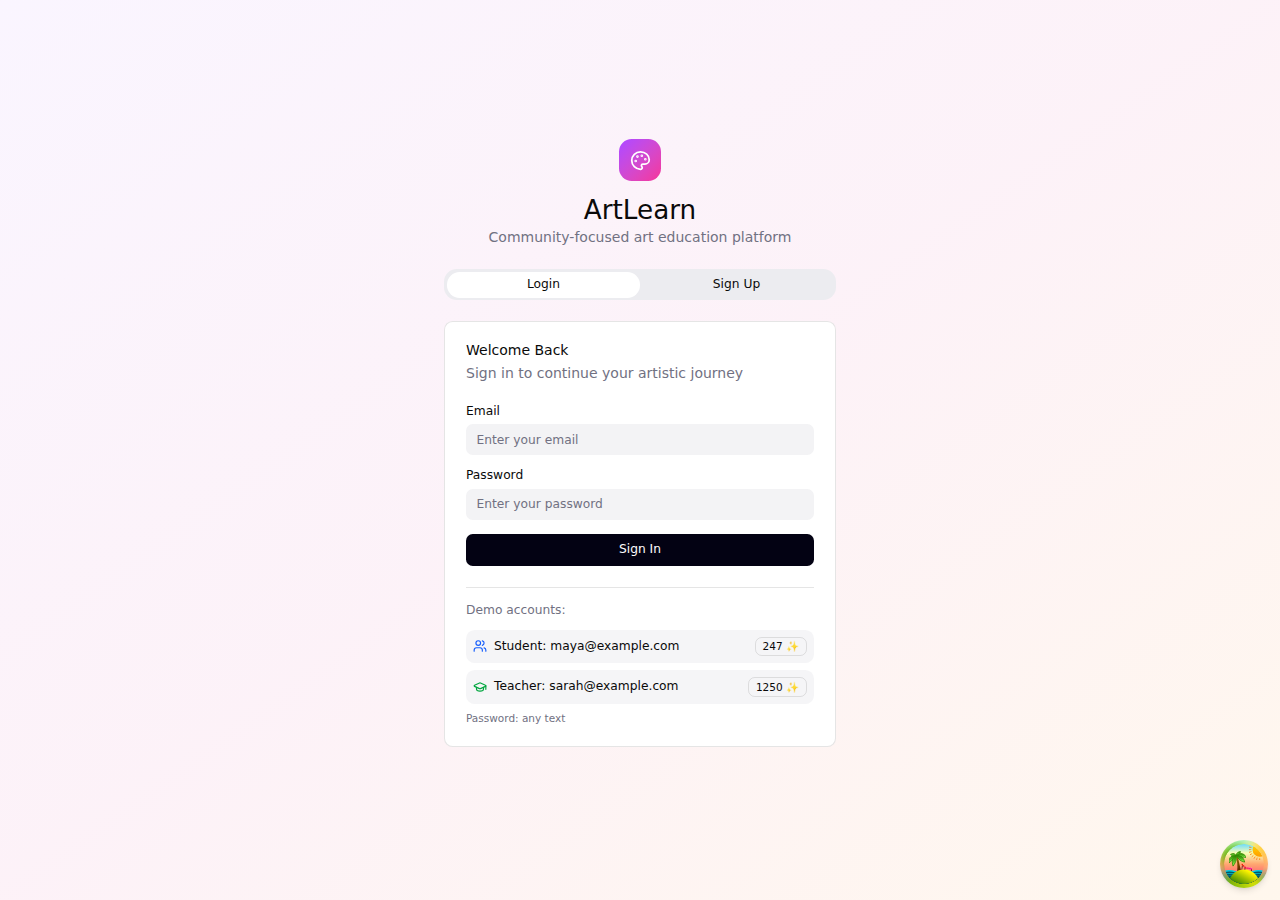 ArtLearn
Community-focused art education platform
Login
Sign Up
Welcome Back
Sign in to continue your artistic journey
Email
Enter your email
Password
Enter your password
Sign In
Demo accounts:
Student: maya@example.com
247 ✨
Teacher: sarah@example.com
1250 ✨
Password: any text